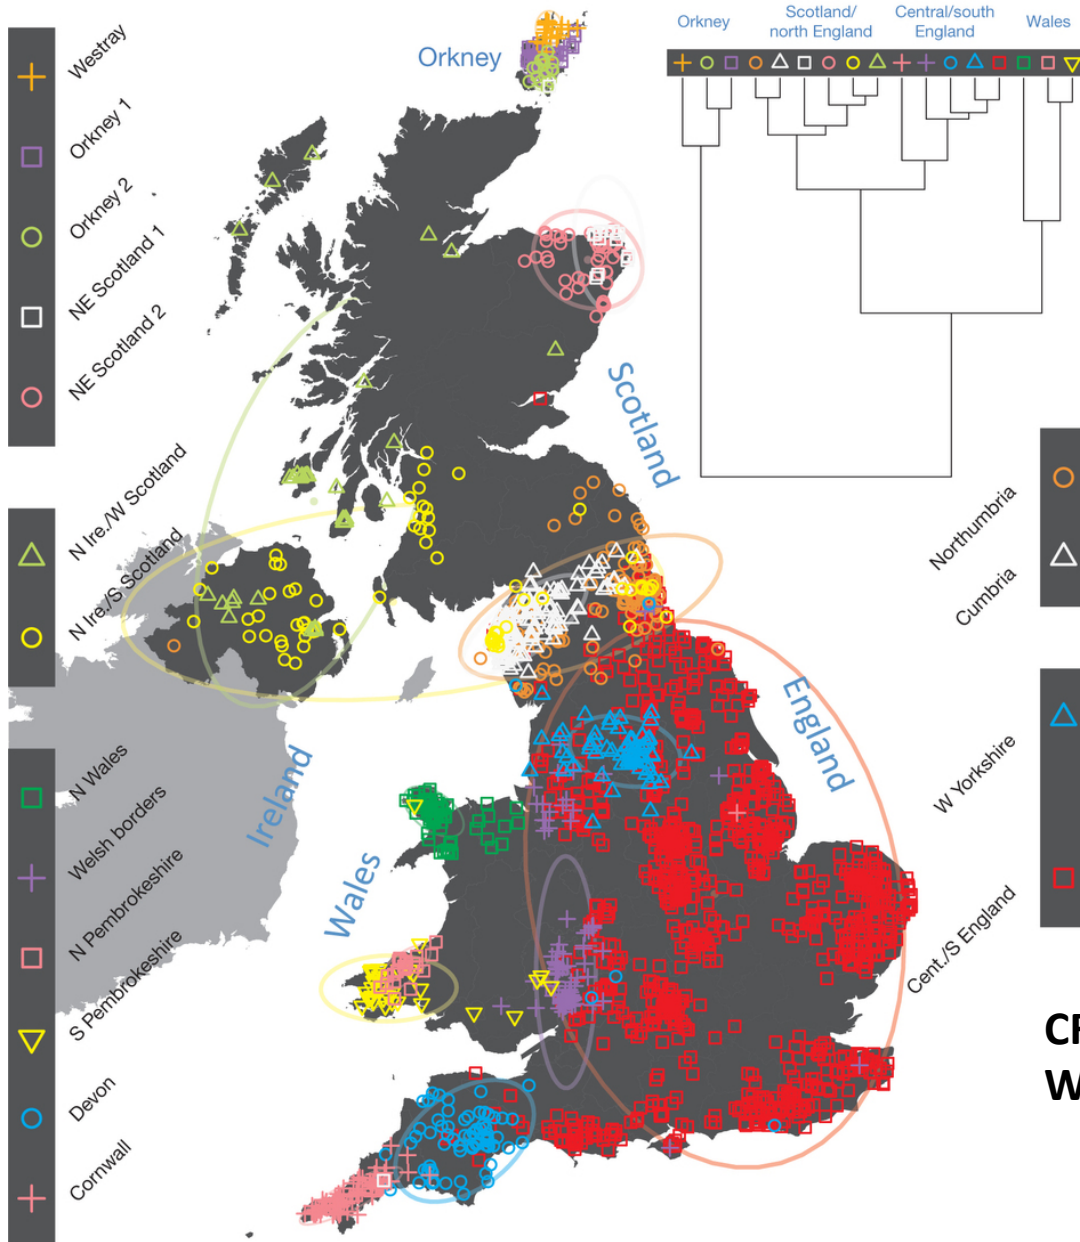 Orkney
Scotland/
north England
Central/south
England
Wales
Westray
Orkney
Orkney 1
Orkney 2
NE Scotland 1
NE Scotland 2
Scotland
N Ire./W Scotland
N Ire./S Scotland
Northumbria
Cumbria
England
Ireland
Wales
N Wales
Welsh borders
N Pembrokeshire
S Pembrokeshire
Devon
Cornwall
W Yorkshire
Cent./S England